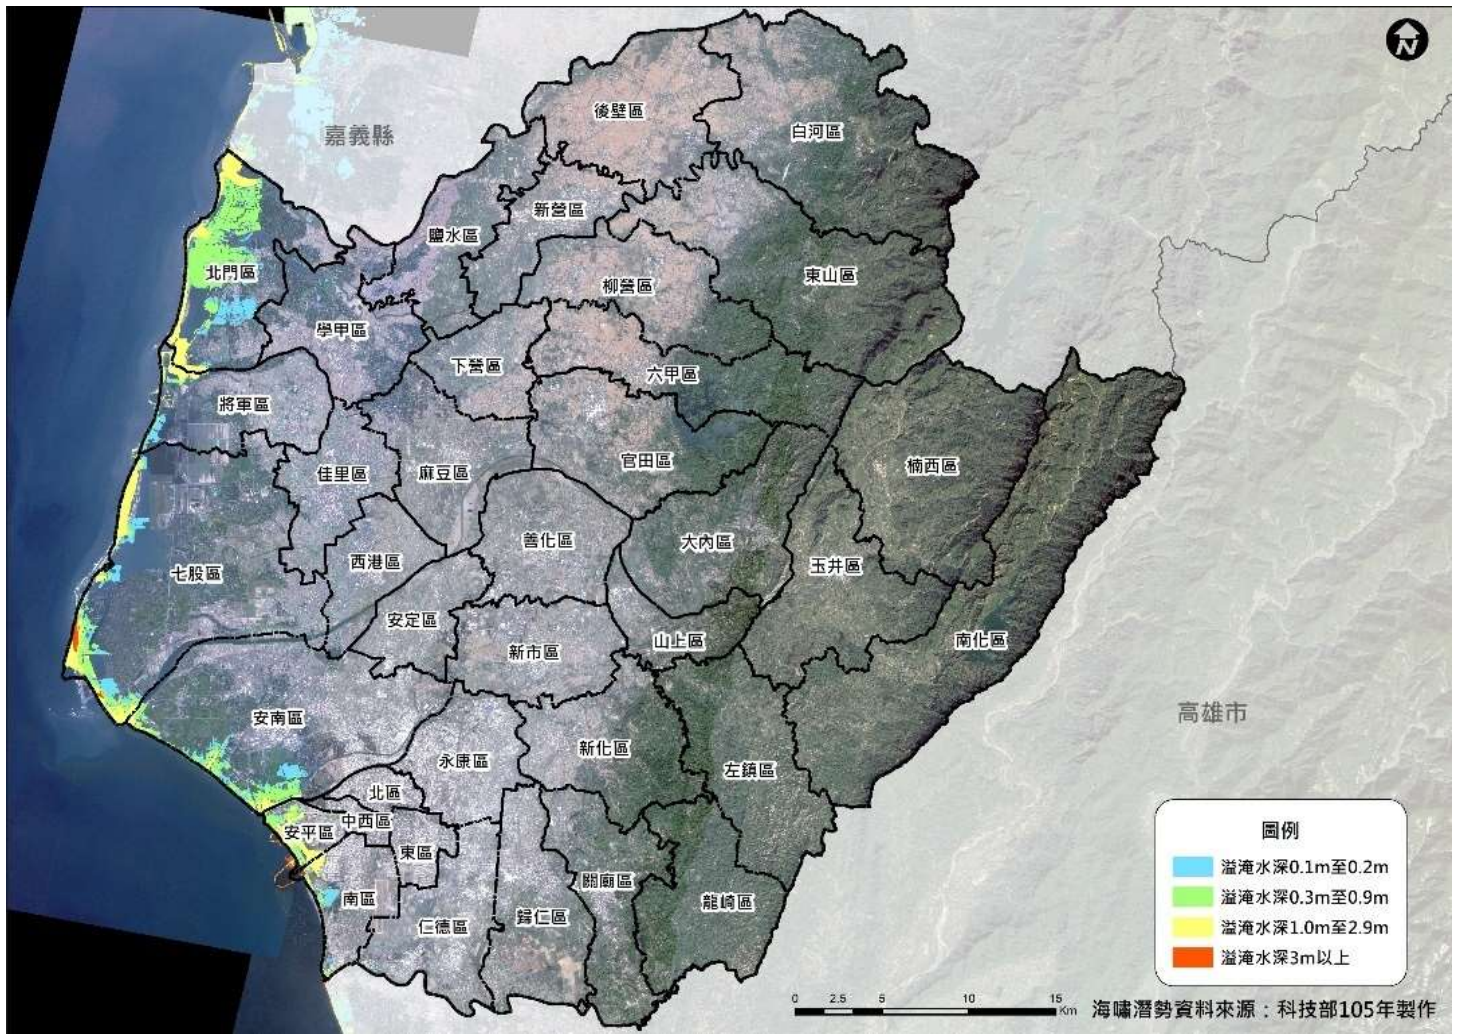 N
後壁區
白河區
嘉義縣
新營區
鹽水區
北門區
柳營區
東山區
學甲區
下營區
六甲區
將軍區
官田區
楠西區
佳里區
麻豆區
善化區
大內區
西港區
玉井區
七股區
安定區
新市區
山上區
南化區
高雄市
安南區
新化區
永康區
左鎮區
北區
中西區
安平區
東區
關廟區
南區
龍崎區
歸仁區
仁德區
圖例
溢淹水深0.1m至0.2m
溢淹水深0.3m至0.9m
溢淹水深1.0m至2.9m
溢淹水深3m以上
0 2.5 5 10 15
Km
海嘯潛勢資料來源：科技部105年製作